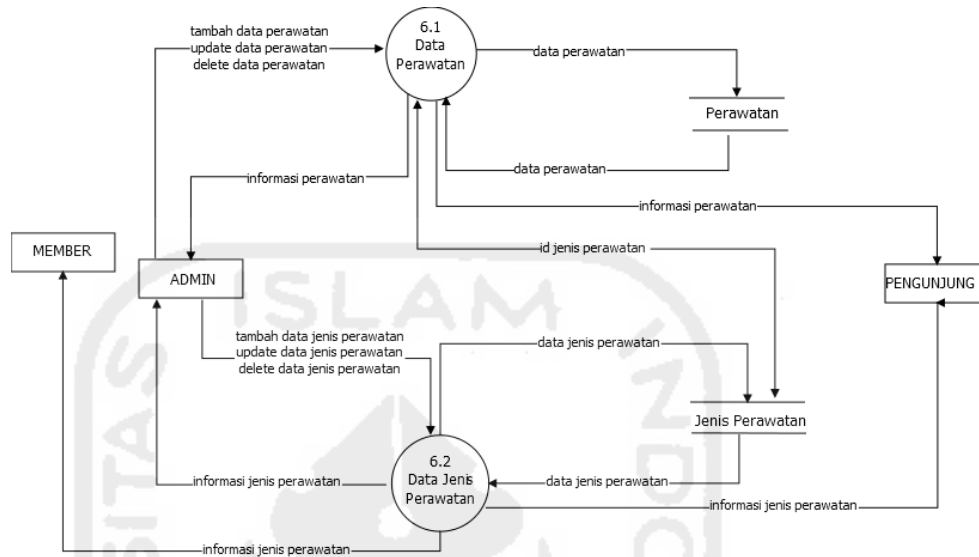 tambah data perawatan
update data perawatan
delete data perawatan
6.1
Data
Perawatan
data perawatan
Perawatan
data perawatan
informasi perawatan
informasi perawatan
MEMBER
id jenis perawatan
ADMIN
PENGUNJUNG
ISLAM
tambah data jenis perawatan
update data jenis perawatan
delete data jenis perawatan
data jenis perawatan
Jenis Perawatan
6.2
Data Jenis
Perawatan
informasi jenis perawatan
data jenis perawatan
informasi jenis perawatan
informasi jenis perawatan